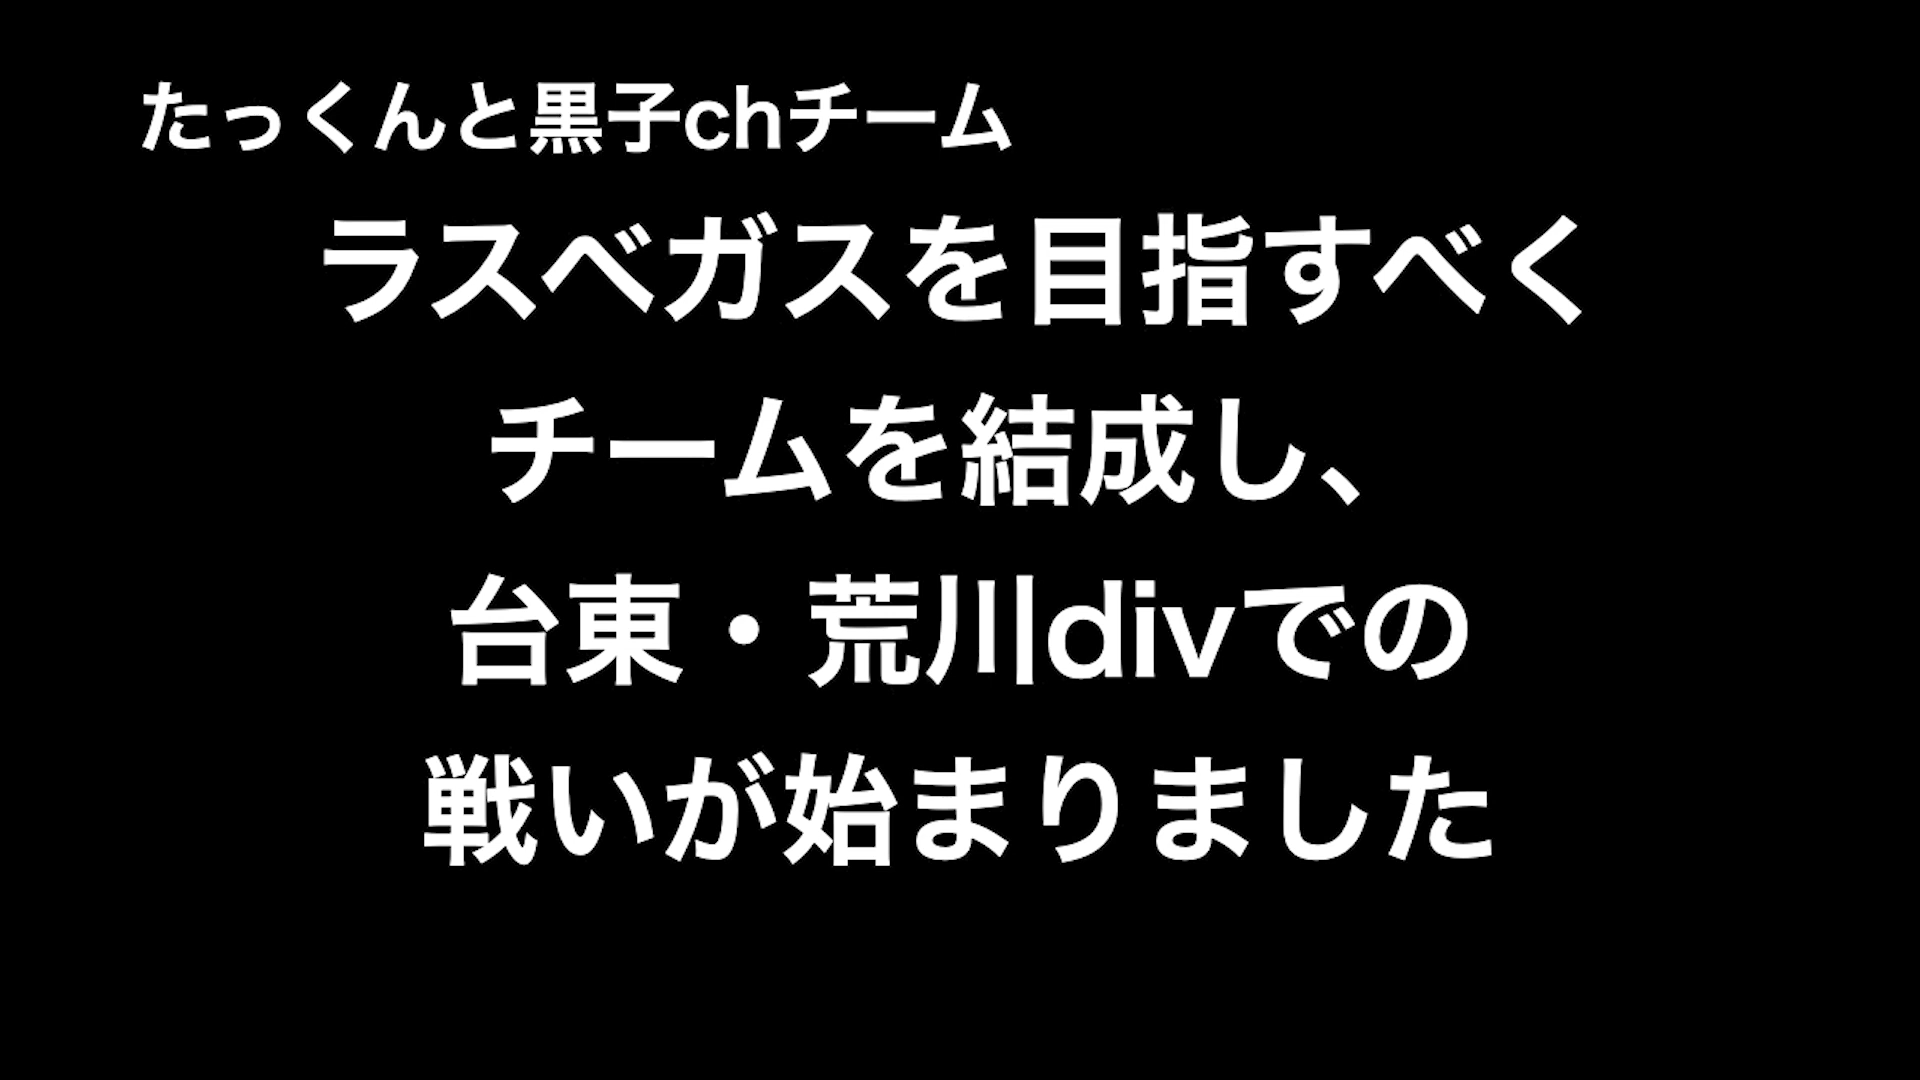 たっくんと黒子chチーム
ラスベガスを目指すべく
チームを結成し、
台東・荒川divでの
戦いが始まりました